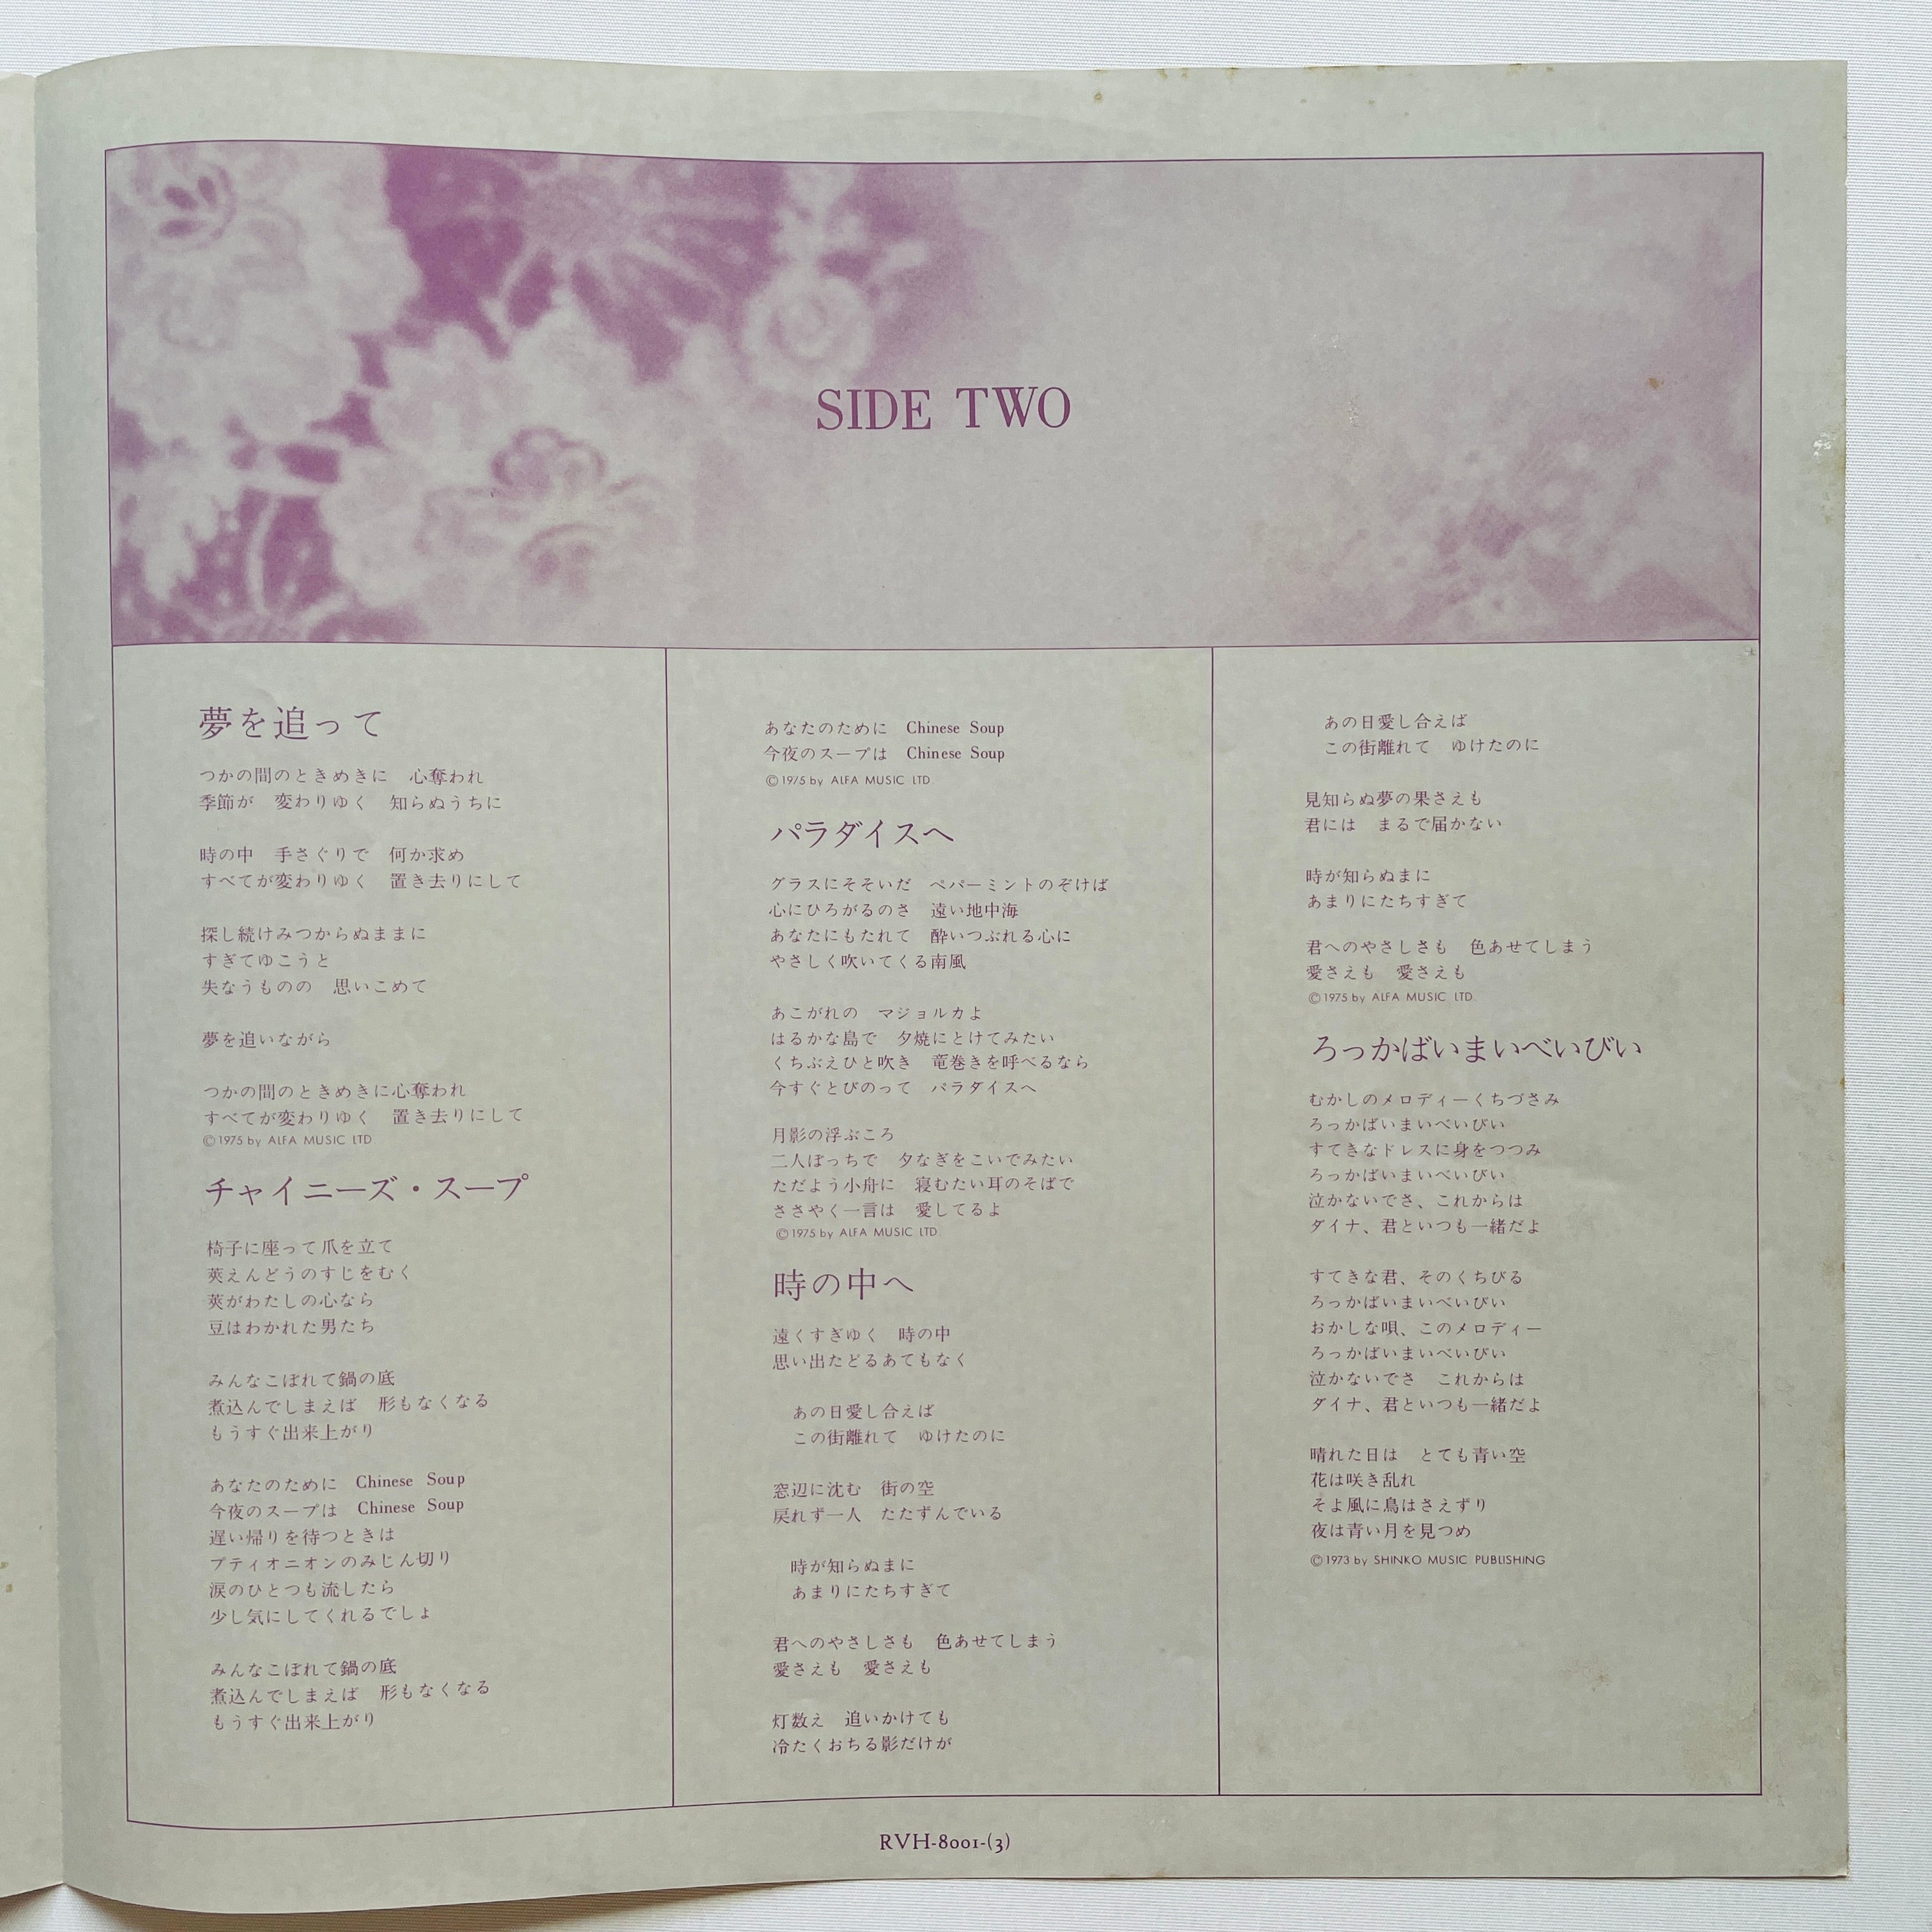 SIDE TWO
夢を追って
つかの間のときめきに　心奪われ
季節が　変わりゆく　知らぬうちに
時の中　手さぐりで　何か求め
すべてが変わりゆく　置き去りにして
探し続けみつからぬままに
すぎてゆこうと
失なうものの　思いこめて
夢を追いながら
つかの間のときめきに心奪われ
すべてが変わりゆく　置き去りにして
©1975 by ALFA MUSIC LTD.
チャイニーズ・スープ
椅子に座って爪を立て
莢えんどうのすじをむく
莢がわたしの心なら
豆はわかれた男たち
みんなこぼれて鍋の底
煮込んでしまえば　形もなくなる
もうすぐ出来上がり
あなたのために　Chinese Soup
今夜のスープは　Chinese Soup
遅い帰りを待つときは
プティオニオンのみじん切り
涙のひとつも流したら
少し気にしてくれるでしょ
みんなこぼれて鍋の底
煮込んでしまえば　形もなくなる
もうすぐ出来上がり
あなたのために　Chinese Soup
今夜のスープは　Chinese Soup
©1975 by ALFA MUSIC LTD.
パラダイスへ
グラスにそそいだ　ペパーミントのぞけば
心にひろがるのさ　遠い地中海
あなたにもたれて　酔いつぶれる心に
やさしく吹いてくる南風
あこがれの　マジョルカよ
はるかな島で　夕焼にとけてみたい
くちぶえひと吹き　竜巻きを呼べるなら
今すぐとびのって　パラダイスへ
月影の浮ぶころ
二人ぼっちで　夕なぎをこいでみたい
ただよう小舟に　寝むたい耳のそばで
ささやく一言は　愛してるよ
©1975 by ALFA MUSIC LTD.
時の中へ
遠くすぎゆく　時の中
思い出たどるあてもなく
あの日愛し合えば
この街離れて　ゆけたのに
窓辺に沈む　街の空
戻れず一人　たたずんでいる
時が知らぬまに
あまりにたちすぎて
君へのやさしさも　色あせてしまう
愛さえも　愛さえも
灯数え　追いかけても
冷たくおちる影だけが
あの日愛し合えば
この街離れて　ゆけたのに
見知らぬ夢の果さえも
君には　まるで届かない
時が知らぬまに
あまりにたちすぎて
君へのやさしさも　色あせてしまう
愛さえも　愛さえも
©1975 by ALFA MUSIC LTD.
ろっかばいまいべいびい
むかしのメロディーくちづさみ
ろっかばいまいべいびい
すてきなドレスに身をつつみ
ろっかばいまいべいびい
泣かないでさ、これからは
ダイナ、君といつも一緒だよ
すてきな君、そのくちびる
ろっかばいまいべいびい
おかしな唄、このメロディー
ろっかばいまいべいびい
泣かないでさ　これからは
ダイナ、君といつも一緒だよ
晴れた日は　とても青い空
花は咲き乱れ
そよ風に鳥はさえずり
夜は青い月を見つめ
©1973 by SHINKO MUSIC PUBLISHING
RVH-8001-(3)